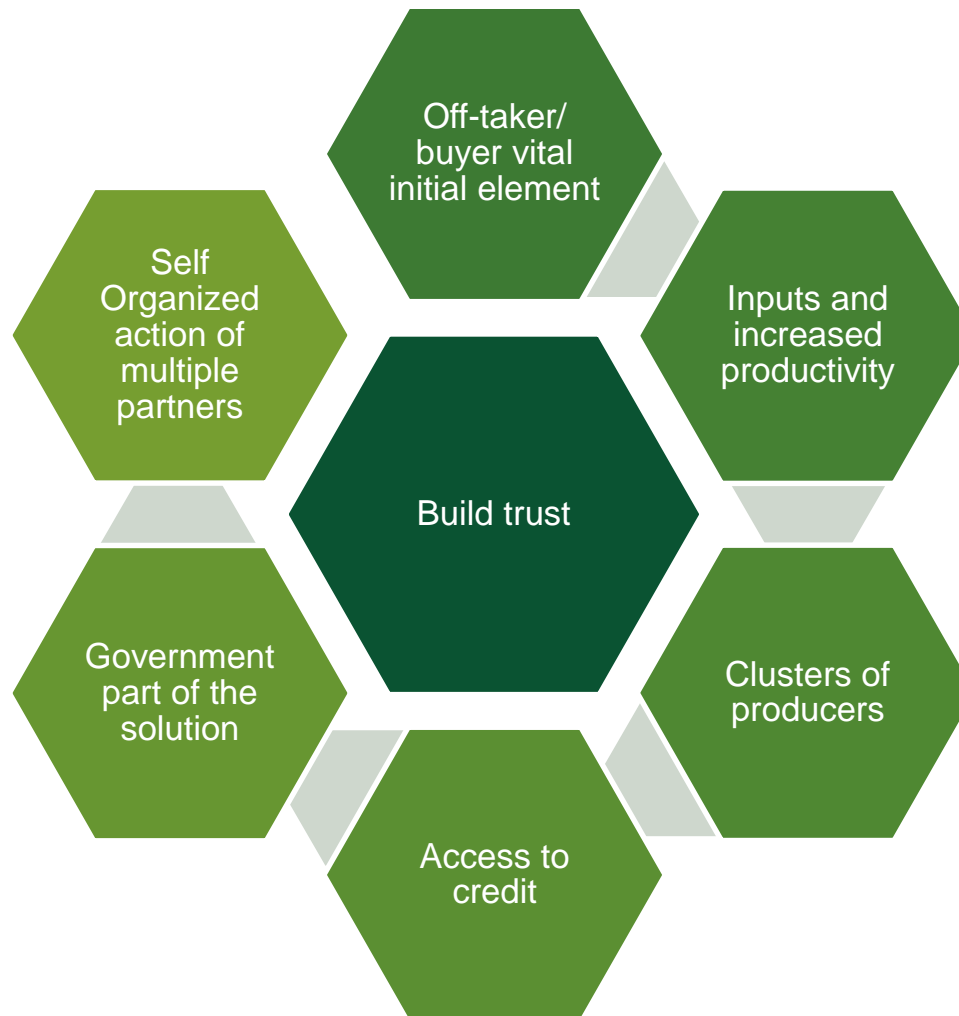 Off-taker/
buyer vital
initial element
Inputs and
increased
productivity
Clusters of
producers
Access to
credit
Government
part of the
solution
Self
Organized
action of
multiple
partners
Build trust